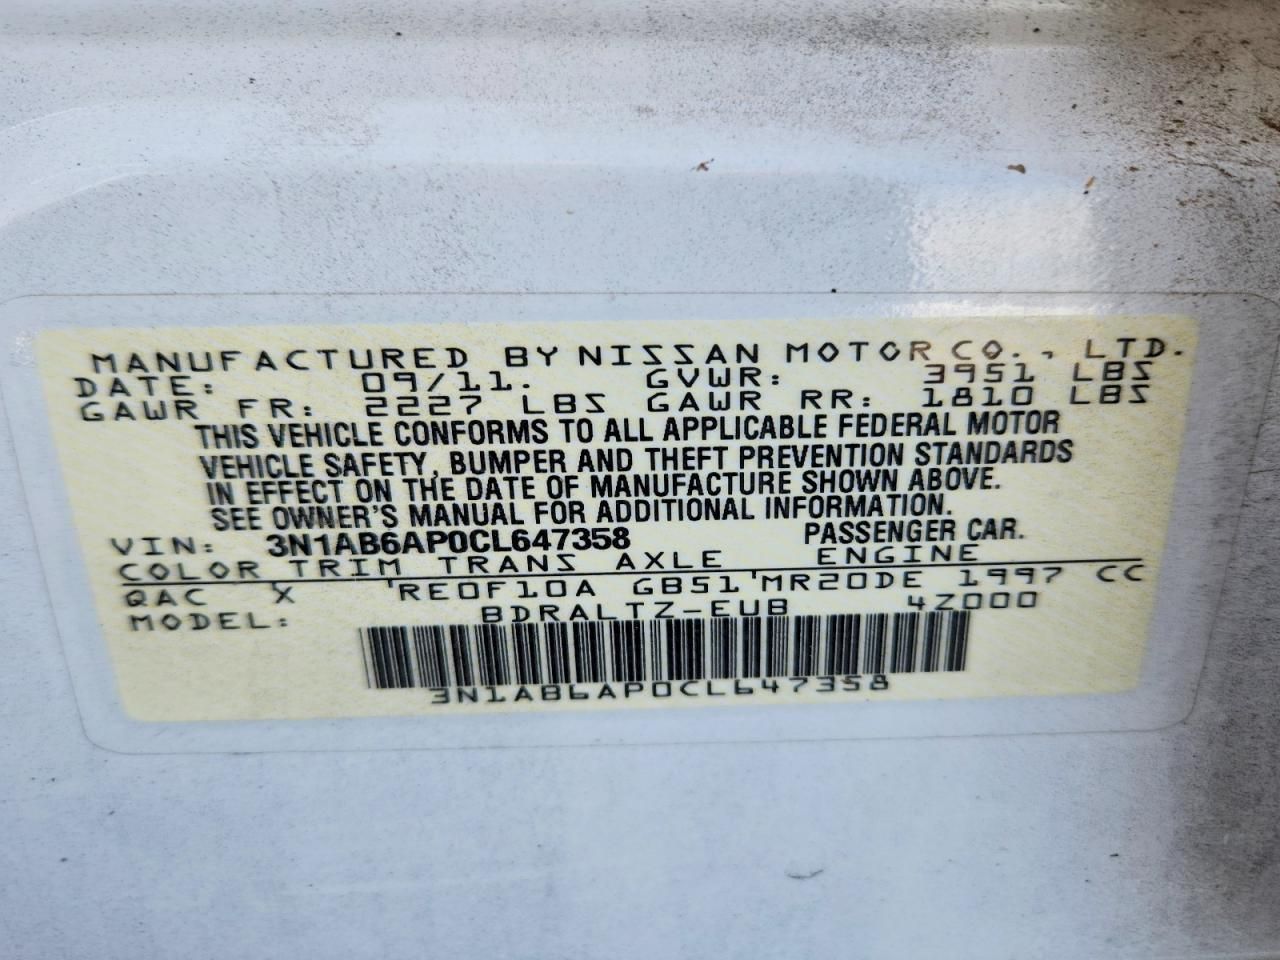 MANUFACTURED BY NISSAN MOTOR CO., LTD.
DATE: 09/11. GVWR: 3951 LBS
GAWR FR: 2227 LBS GAWR RR: 1810 LBS
THIS VEHICLE CONFORMS TO ALL APPLICABLE FEDERAL MOTOR
VEHICLE SAFETY, BUMPER AND THEFT PREVENTION STANDARDS
IN EFFECT ON THE DATE OF MANUFACTURE SHOWN ABOVE.
SEE OWNER'S MANUAL FOR ADDITIONAL INFORMATION.
VIN: 3N1AB6AP0CL647358 PASSENGER CAR.
COLOR TRIM TRANS AXLE ENGINE
QAC X 'RE0F10A GB51'MR20DE 1997 CC
MODEL: BDRALTZ-EUB 4Z000
3N1AB6AP0CL647358